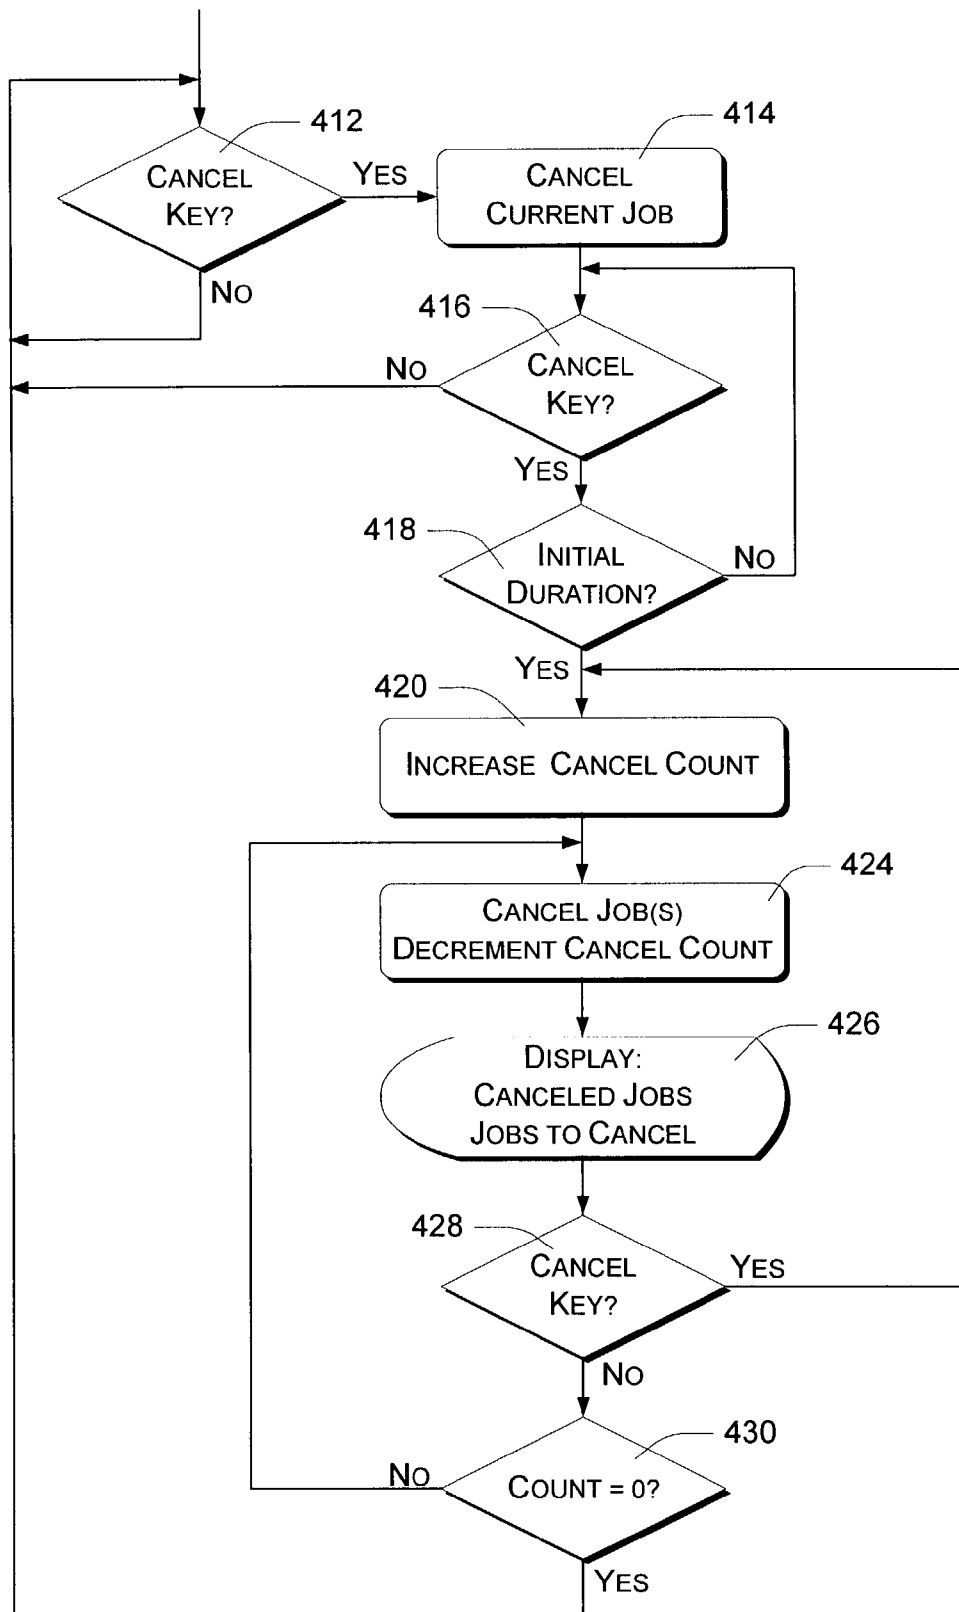 412
CANCEL
KEY?
YES
NO
414
CANCEL
CURRENT JOB
416
CANCEL
KEY?
NO
YES
418
INITIAL
DURATION?
NO
YES
420
INCREASE CANCEL COUNT
424
CANCEL JOB(S)
DECREMENT CANCEL COUNT
426
DISPLAY:
CANCELED JOBS
JOBS TO CANCEL
428
CANCEL
KEY?
YES
NO
430
COUNT = 0?
NO
YES